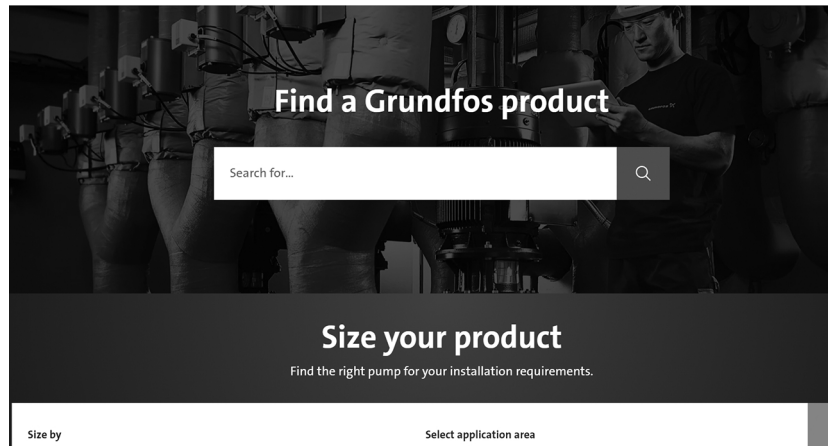 Find a Grundfos product
Search for...
Size your product
Find the right pump for your installation requirements.
Size by
Select application area